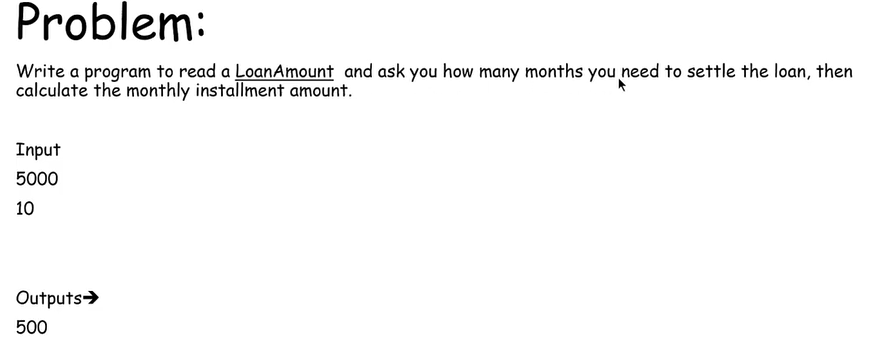 Problem:
Write a program to read a LoanAmount and ask you how many months you need to settle the loan, then
calculate the monthly installment amount.
Input
5000
10
Outputs➔
500